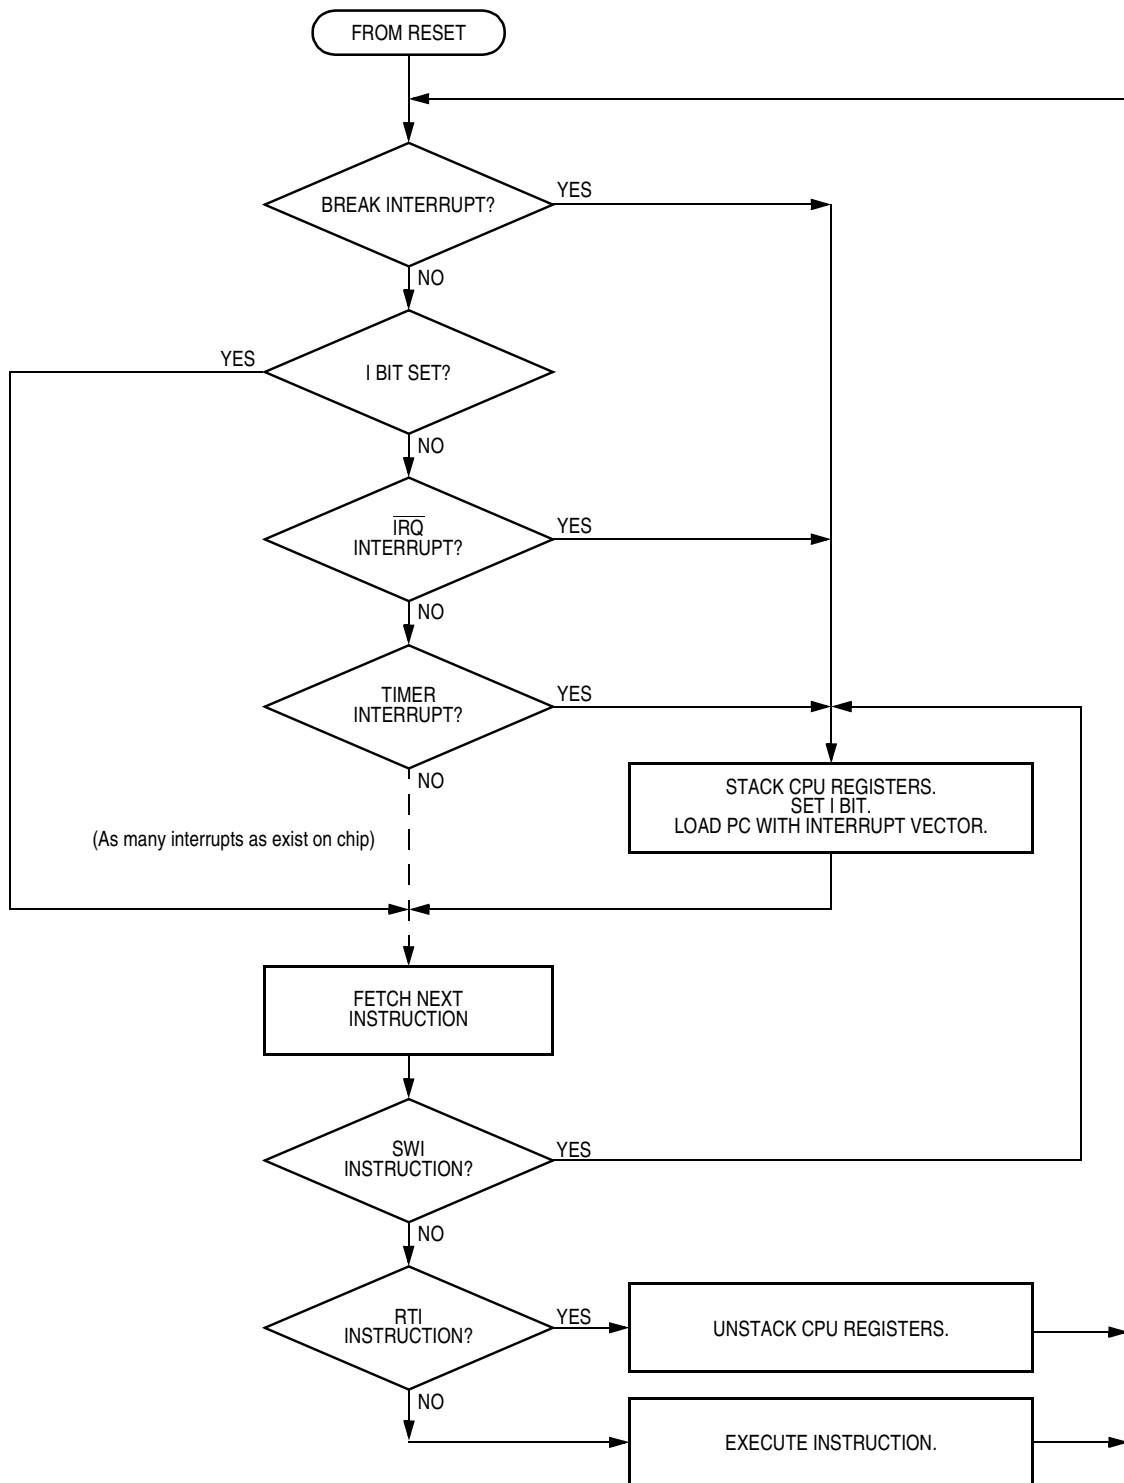 FROM RESET
BREAK INTERRUPT?
YES
NO
YES
I BIT SET?
NO
IRQ
INTERRUPT?
YES
NO
TIMER
INTERRUPT?
YES
NO
STACK CPU REGISTERS.
SET I BIT.
LOAD PC WITH INTERRUPT VECTOR.
(As many interrupts as exist on chip)
FETCH NEXT
INSTRUCTION
SWI
INSTRUCTION?
YES
NO
RTI
INSTRUCTION?
YES
UNSTACK CPU REGISTERS.
NO
EXECUTE INSTRUCTION.